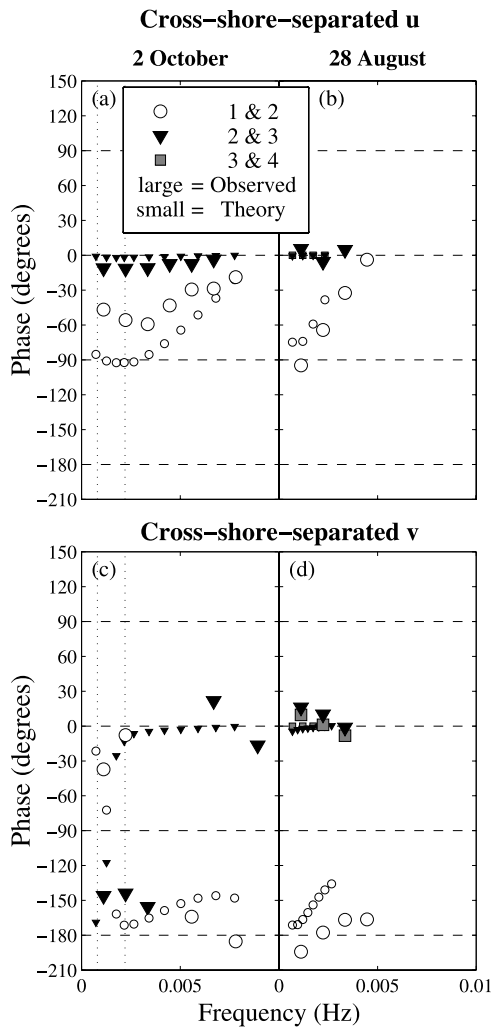 Cross−shore−separated u
2 October
28 August
(a)
(b)
1 & 2
2 & 3
3 & 4
large = Observed
small = Theory
150
90
60
30
0
−30
−60
−90
−120
−150
−180
−210
Phase (degrees)
Cross−shore−separated v
(c)
(d)
150
120
90
60
30
0
−30
−60
−90
−120
−150
−180
−210
Phase (degrees)
0
0.005
0
0.005
0.01
Frequency (Hz)